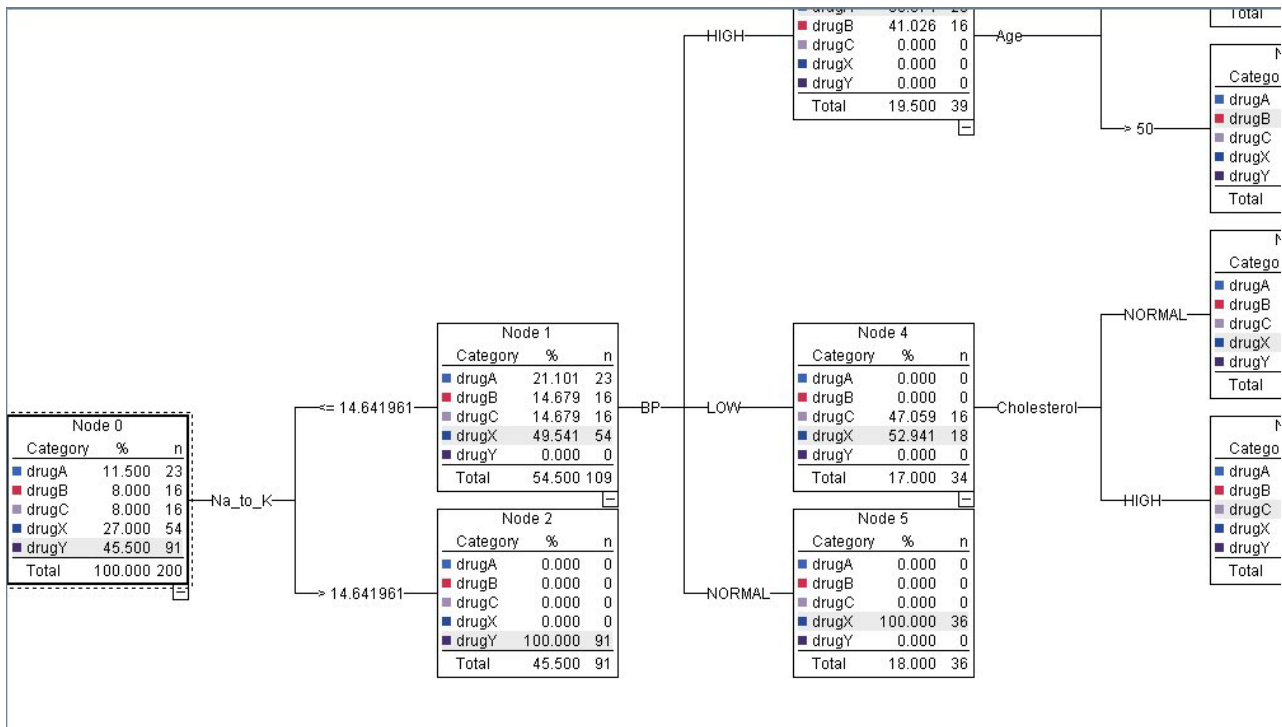 Node 0
Category % n
drugA 11.500 23
drugB 8.000 16
drugC 8.000 16
drugX 27.000 54
drugY 45.500 91
Total 100.000 200
Na_to_K
<= 14.641961
> 14.641961
Node 1
Category % n
drugA 21.101 23
drugB 14.679 16
drugC 14.679 16
drugX 49.541 54
drugY 0.000 0
Total 54.500 109
Node 2
Category % n
drugA 0.000 0
drugB 0.000 0
drugC 0.000 0
drugX 0.000 0
drugY 100.000 91
Total 45.500 91
BP
HIGH
LOW
NORMAL
drugB 41.026 16
drugC 0.000 0
drugX 0.000 0
drugY 0.000 0
Total 19.500 39
Node 4
Category % n
drugA 0.000 0
drugB 0.000 0
drugC 47.059 16
drugX 52.941 18
drugY 0.000 0
Total 17.000 34
Node 5
Category % n
drugA 0.000 0
drugB 0.000 0
drugC 0.000 0
drugX 100.000 36
drugY 0.000 0
Total 18.000 36
Age
> 50
Cholesterol
NORMAL
HIGH
Total
Catego
drugA
drugB
drugC
drugX
drugY
Total
Catego
drugA
drugB
drugC
drugX
drugY
Total
Catego
drugA
drugB
drugC
drugX
drugY
Total